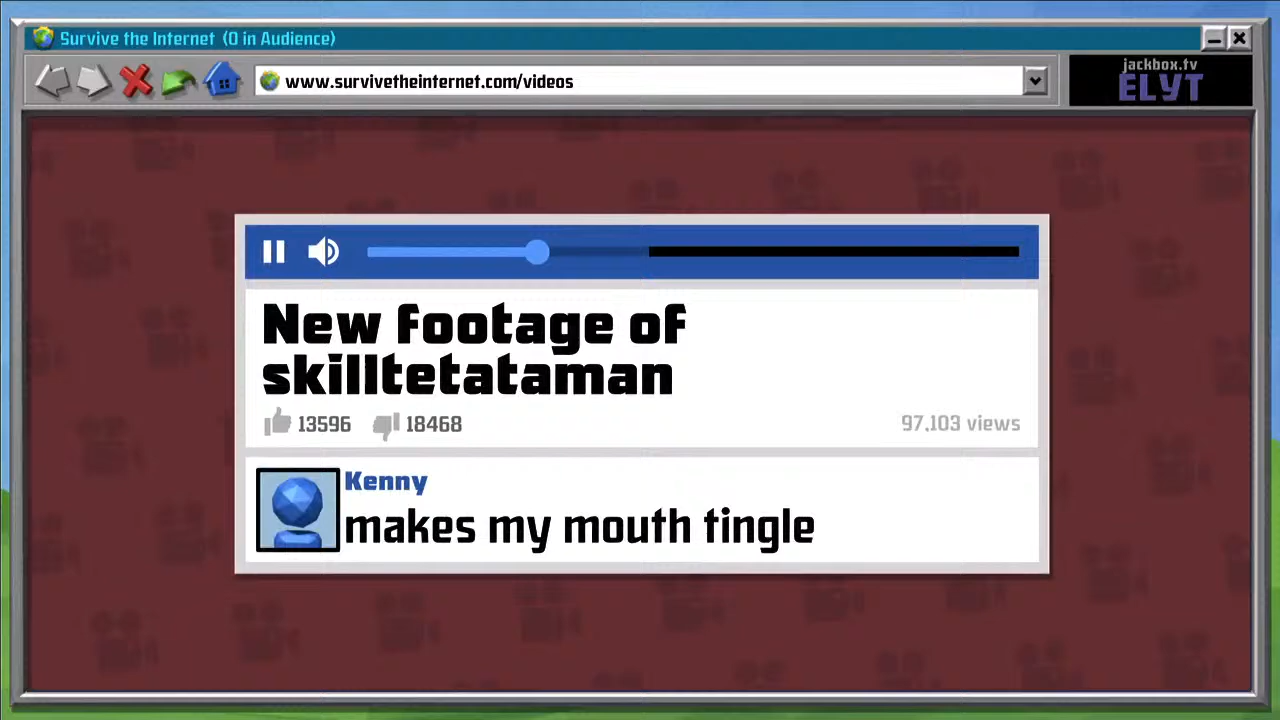 Survive the Internet (0 in Audience)
www.survivetheinternet.com/videos
jackbox.tv
ELYT
New footage of
skilltetataman
13596 18468 97,103 views
Kenny
makes my mouth tingle